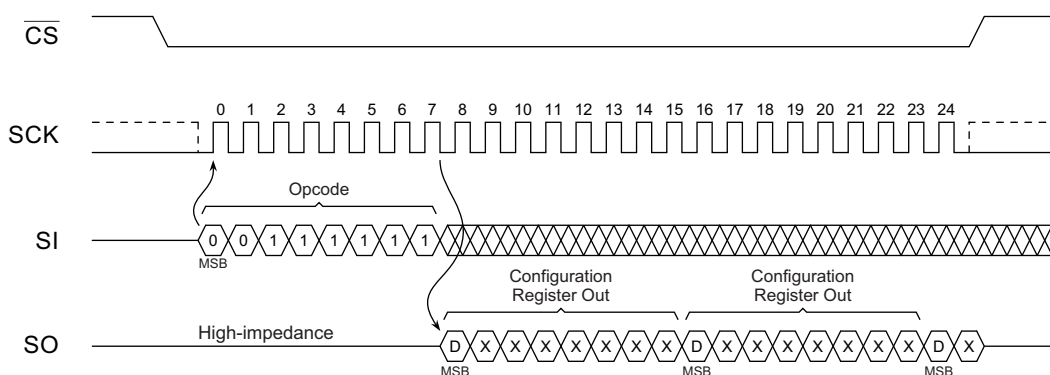 CS
0 1 2 3 4 5 6 7 8 9 10 11 12 13 14 15 16 17 18 19 20 21 22 23 24
SCK
Opcode
SI
0 0 1 1 1 1 1 1
MSB
Configuration
Register Out
Configuration
Register Out
High-impedance
SO
D X X X X X X X D X X X X X X X D X
MSB MSB MSB